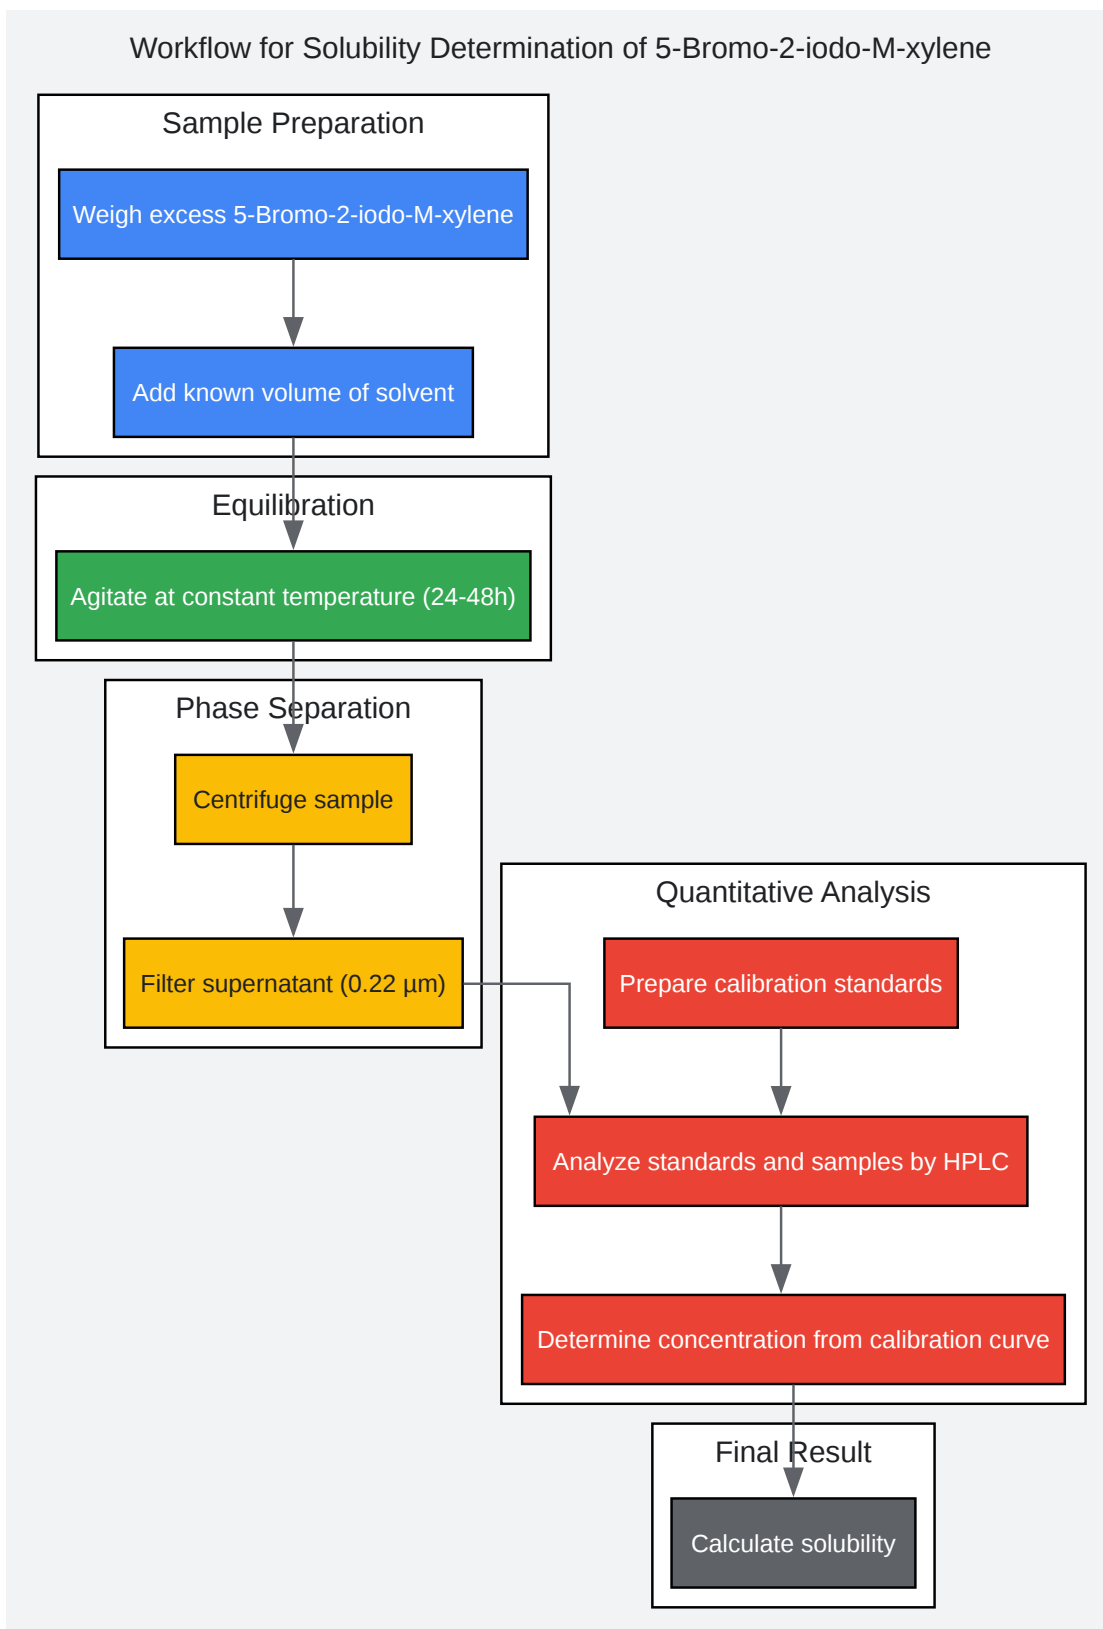 Workflow for Solubility Determination of 5-Bromo-2-iodo-M-xylene
Sample Preparation
Weigh excess 5-Bromo-2-iodo-M-xylene
Add known volume of solvent
Equilibration
Agitate at constant temperature (24-48h)
Phase Separation
Centrifuge sample
Filter supernatant (0.22 µm)
Quantitative Analysis
Prepare calibration standards
Analyze standards and samples by HPLC
Determine concentration from calibration curve
Final Result
Calculate solubility